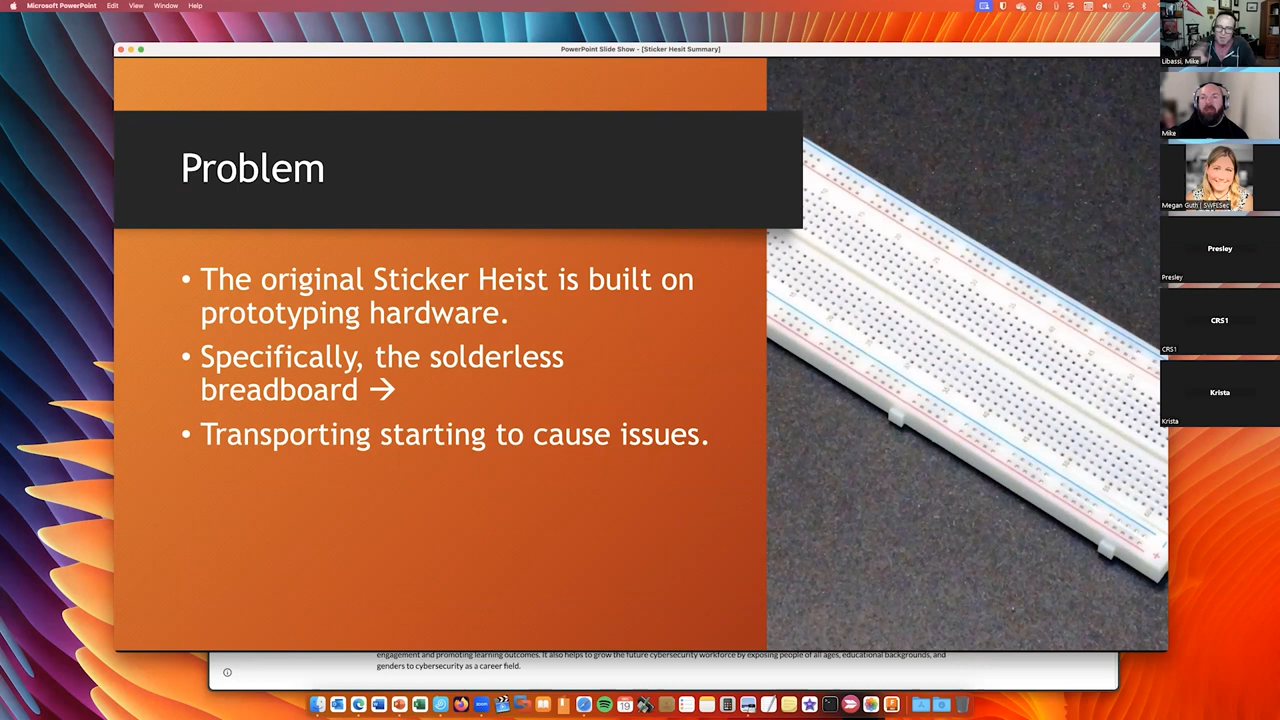 Microsoft PowerPoint Edit View Window Help
PowerPoint Slide Show - [Sticker Hesit Summary]
Problem
• The original Sticker Heist is built on
prototyping hardware.
• Specifically, the solderless
breadboard →
• Transporting starting to cause issues.
Libassi, Mike
Mike
Megan Guth | SWFLSec
Presley
Presley
CRS1
CRS1
Krista
Krista
engagement and promoting learning outcomes. It also helps to grow the future cybersecurity workforce by exposing people of all ages, educational backgrounds, and
genders to cybersecurity as a career field.
zoom
19